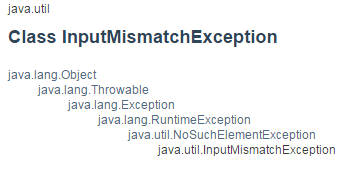 java.util
Class InputMismatchException
java.lang.Object
java.lang.Throwable
java.lang.Exception
java.lang.RuntimeException
java.util.NoSuchElementException
java.util.InputMismatchException